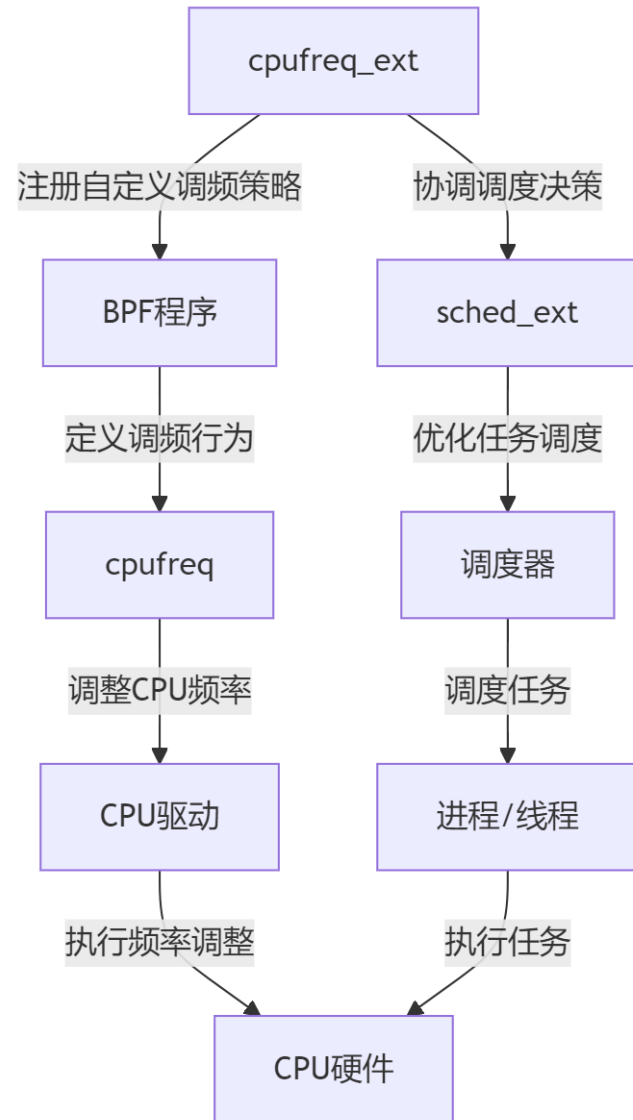 cpufreq_ext
注册自定义调频策略
协调调度决策
BPF程序
sched_ext
定义调频行为
优化任务调度
cpufreq
调度器
调整CPU频率
调度任务
CPU驱动
进程/线程
执行频率调整
执行任务
CPU硬件